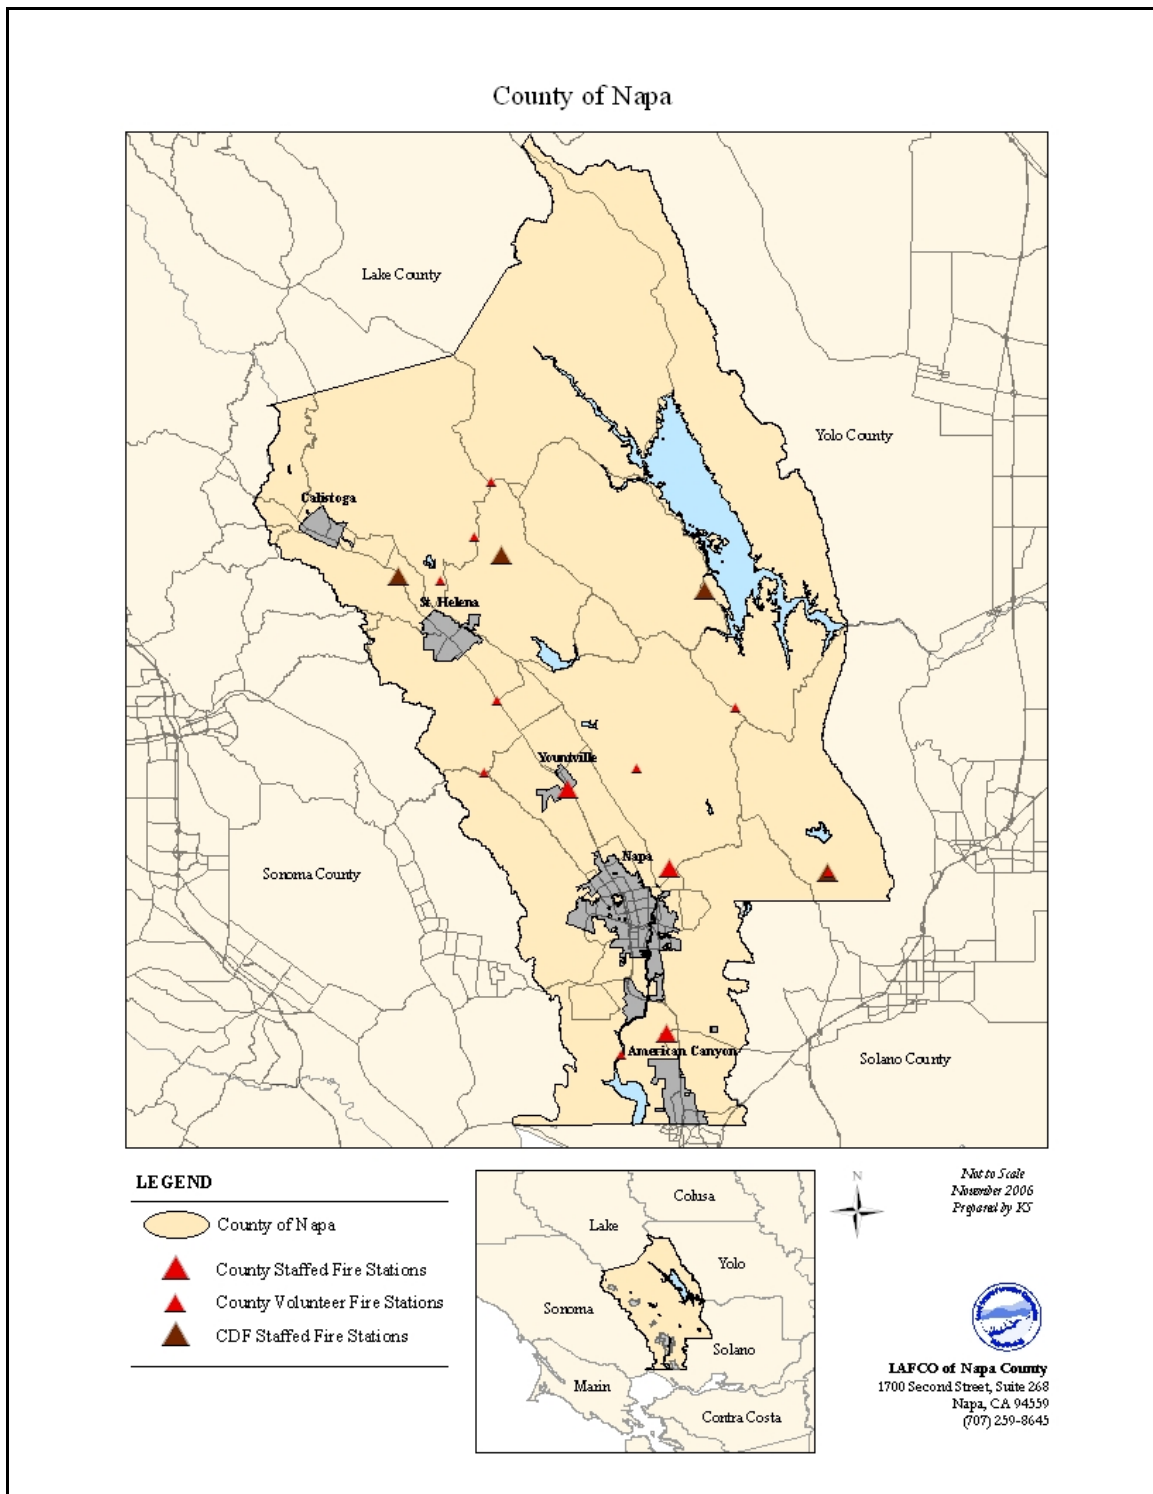 County of Napa
Lake County
Yolo County
Calistoga
St. Helena
Yountville
Napa
Sonoma County
American Canyon
Solano County
LEGEND
County of Napa
County Staffed Fire Stations
County Volunteer Fire Stations
CDF Staffed Fire Stations
Colusa
Lake
Yolo
Sonoma
Solano
Marin
Contra Costa
N
Not to Scale
November 2006
Prepared by KS
LAFCO of Napa County
1700 Second Street, Suite 268
Napa, CA 94559
(707) 259-8645